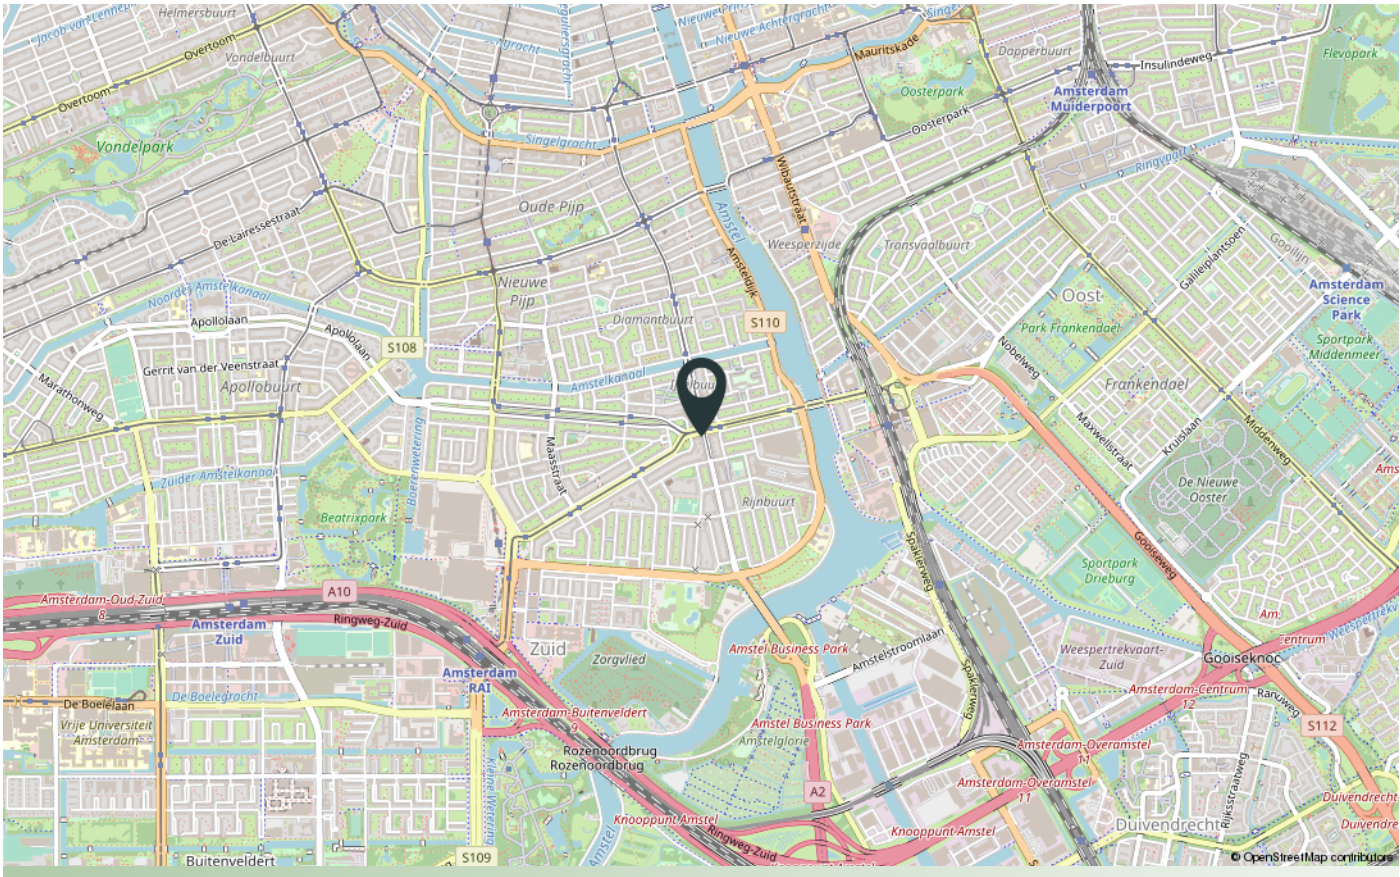 Helmersbuurt
Jacob van Lennep
Overtoom
Vondelbuurt
Overtoom
Vondelpark
Singelgracht
Nieuwe Achtergracht
Mauritskade
Singel
Dapperbuurt
Insulindeweg
Flevopark
Amsterdam
Muiderpoort
Oosterpark
Oosterpark
Ringvaart
Wibautstraat
Oude Pijp
Amstel
Weesperzijde
Transvaalbuurt
Galileïplantsoen
Gooilijn
De Lairessestraat
Amsteldijk
Nieuwe
Pijp
Noorder Amstelkanaal
Diamantbuurt
S110
Oost
Amsterdam
Science
Park
Apollolaan
Apollolaan
S108
Park Frankendael
Sportpark
Middenmeer
Nobelweg
Gerrit van der Veenstraat
Apollobuurt
Marathonweg
Amstelkanaal
Frankendael
Maxwellstraat
Kruislaan
Middenweg
Boerenwetering
Maasstraat
Zuider Amstelkanaal
De Nieuwe
Ooster
Rijnbuurt
Beatrixpark
Spaklerweg
Gooiseweg
Sportpark
Drieburg
A10
Amsterdam-Oud Zuid
8
Ringweg-Zuid
Amsterdam
Zuid
Zuid
Zorgvlied
Amstel Business Park
Amstelstroomlaan
Weespertrekvaart-
Zuid
Gooiseknoo
Amsterdam
RAI
Spaklerweg
Amsterdam-Centrum
12
Ranuweg
De Boelegracht
De Boelelaan
Vrije Universiteit
Amsterdam
Amsterdam-Buitenveldert
9
Amstel Business Park
Amstelglorie
S112
Rozenoordbrug
Rozenoordbrug
Amsterdam-Overamstel
11
Amsterdam-Overamstel
11
Kleine Wetering
A2
Rijksstraatweg
Duivendrecht
Knooppunt Amstel
Ringweg-Zuid
Amstel
Knooppunt-Amstel
Duivendrecht
Buitenveldert
S109
© OpenStreetMap contributors